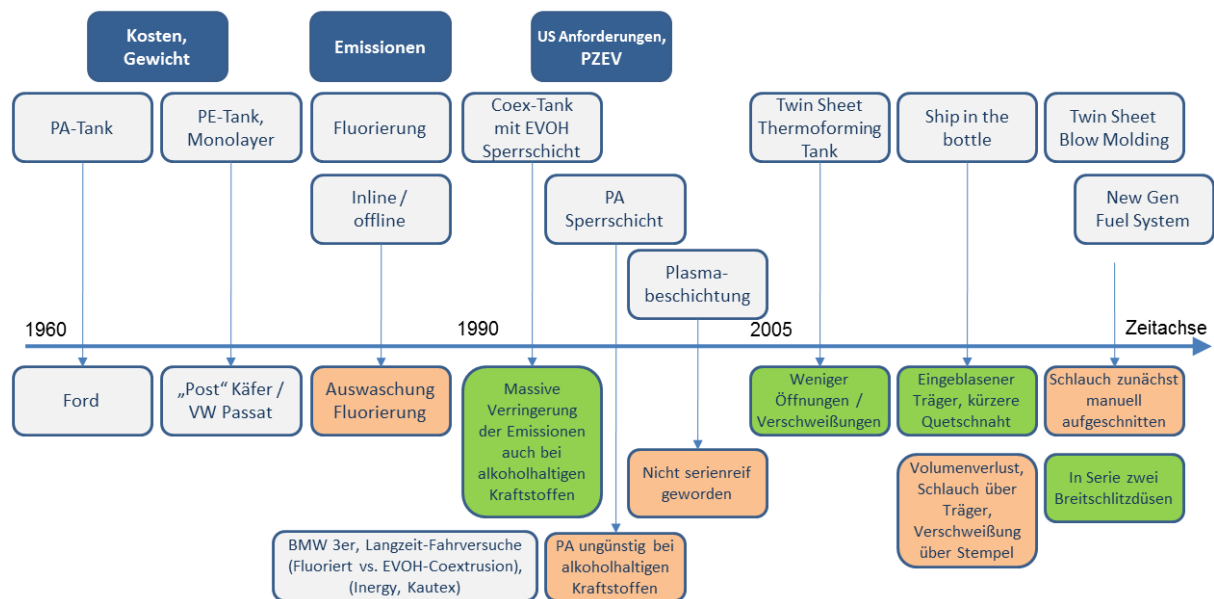 Kosten,
Gewicht
Emissionen
US Anforderungen,
PZEV
PA-Tank
PE-Tank,
Monolayer
Fluorierung
Coex-Tank
mit EVOH
Sperrschicht
Twin Sheet
Thermoforming
Tank
Ship in the
bottle
Twin Sheet
Blow Molding
Inline /
offline
PA
Sperrschicht
New Gen
Fuel System
Plasma-
beschichtung
1960
1990
2005
Zeitachse
Ford
„Post“ Käfer /
VW Passat
Auswaschung
Fluorierung
Massive
Verringerung
der Emissionen
auch bei
alkoholhaltigen
Kraftstoffen
Weniger
Öffnungen /
Verschweißungen
Eingeblasener
Träger, kürzere
Quetschnaht
Schlauch zunächst
manuell
aufgeschnitten
Nicht serienreif
geworden
Volumenverlust,
Schlauch über
Träger,
Verschweißung
über Stempel
In Serie zwei
Breitschlitzdüsen
BMW 3er, Langzeit-Fahrversuche
(Fluoriert vs. EVOH-Coextrusion),
(Inergy, Kautex)
PA ungünstig bei
alkoholhaltigen
Kraftstoffen